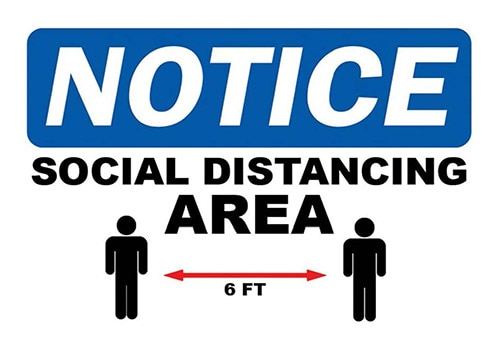 NOTICE
SOCIAL DISTANCING
AREA
6 FT